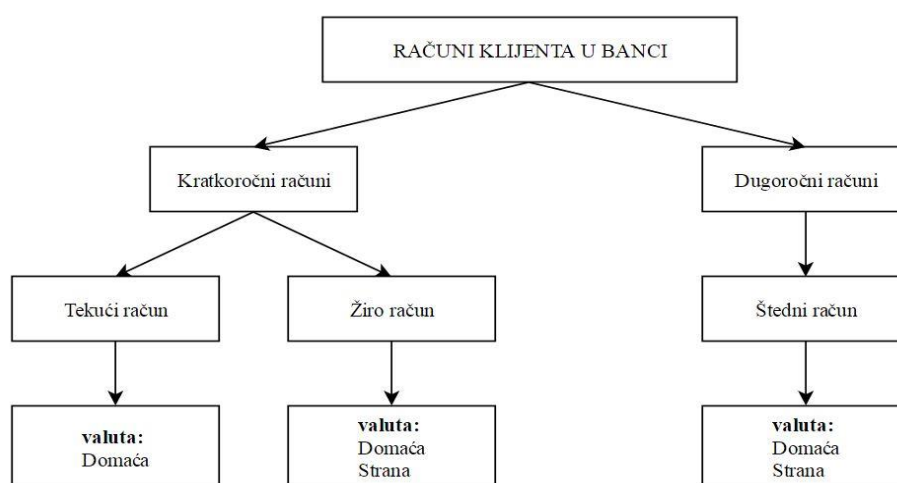 RAČUNI KLIJENTA U BANCI
Kratkoročni računi
Dugoročni računi
Tekući račun
Žiro račun
Štedni račun
valuta:
Domaća
valuta:
Domaća
Strana
valuta:
Domaća
Strana